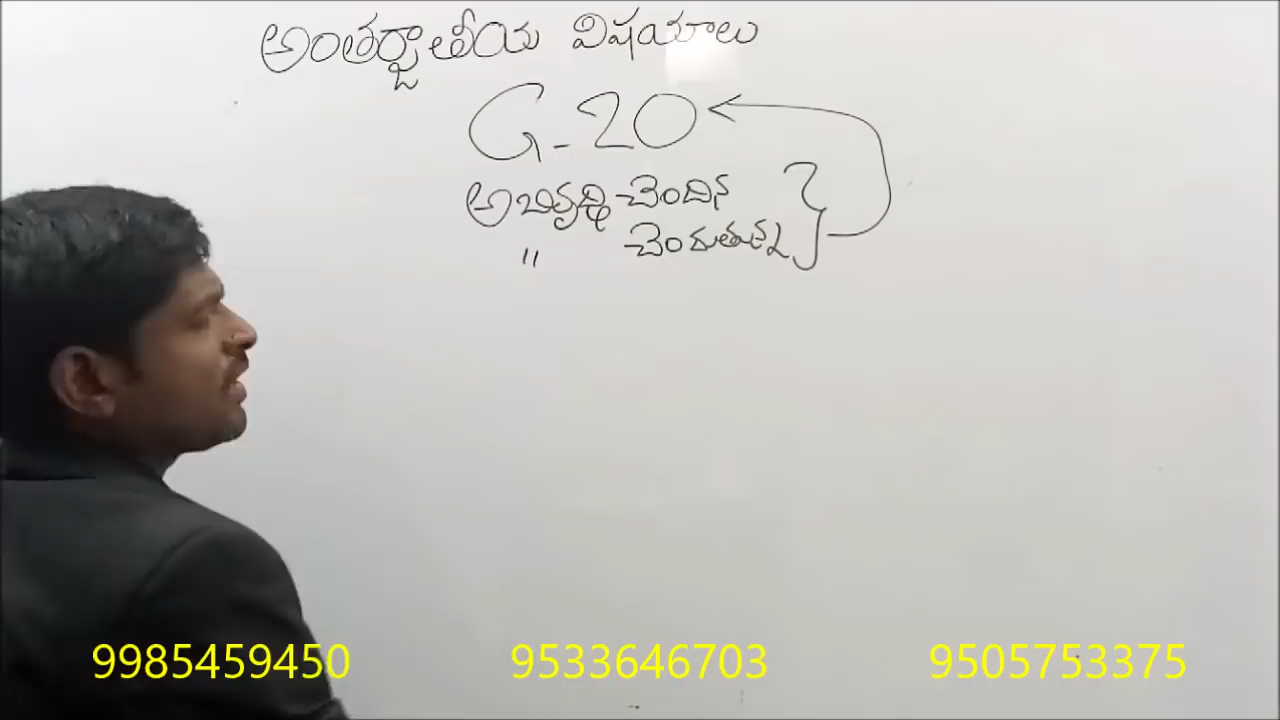 అంతర్జాతీయ విషయాలు
G-20
అభివృద్ధి చెందిన
" చెందుతున్న
9985459450 9533646703 9505753375